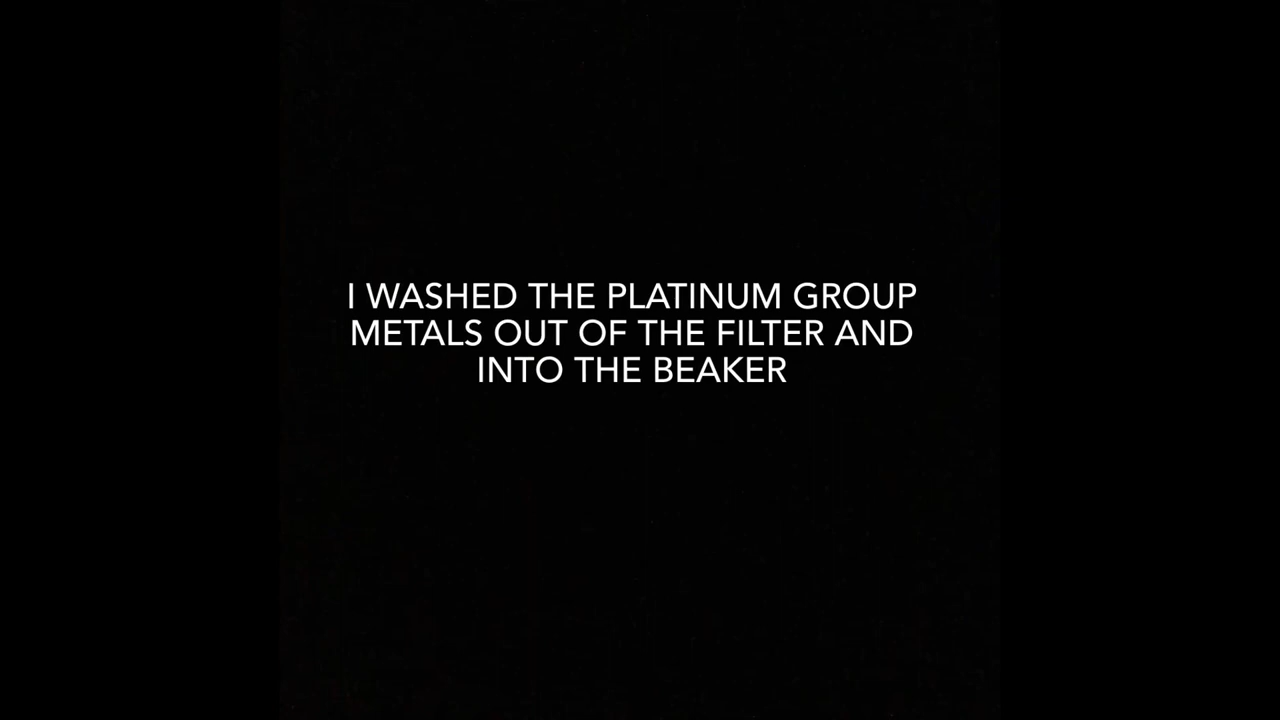 I WASHED THE PLATINUM GROUP
METALS OUT OF THE FILTER AND
INTO THE BEAKER